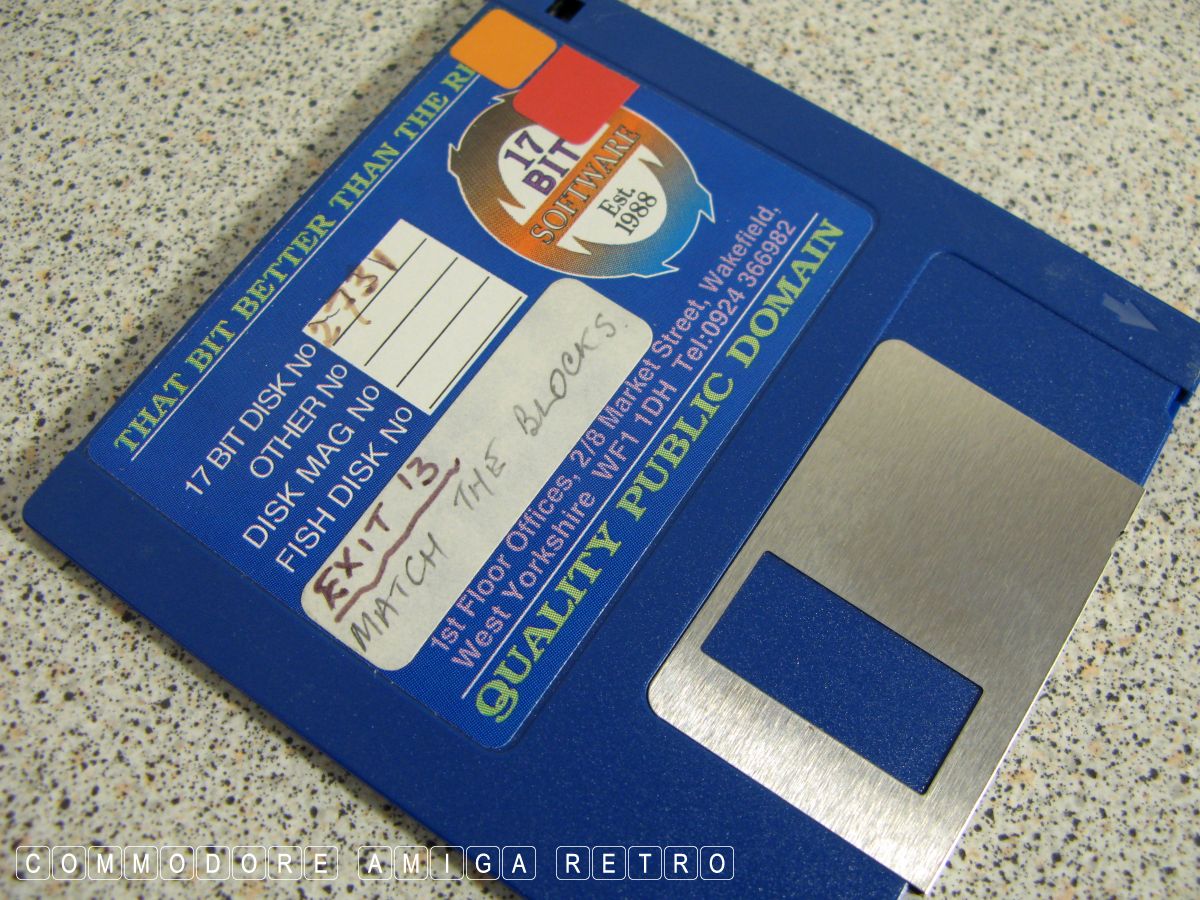 THAT BIT BETTER THAN THE RE
17
BIT
SOFTWARE
Est.
1988
17 BIT DISK No 2731
OTHER No
DISK MAG No
FISH DISK No
EXIT 13
MATCH THE BLOCKS.
1st Floor Offices, 2/8 Market Street, Wakefield,
West Yorkshire WF1 1DH Tel:0924 366982
QUALITY PUBLIC DOMAIN
COMMODORE AMIGA RETRO